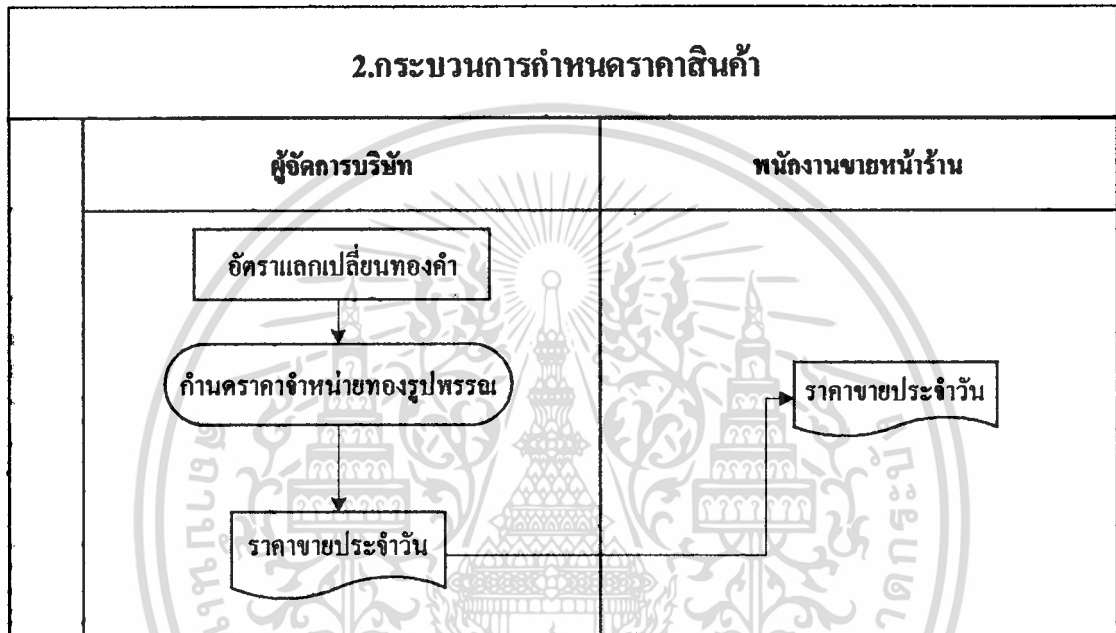 2.กระบวนการกำหนดราคาสินค้า
ผู้จัดการบริษัท
พนักงานขายหน้าร้าน
อัตราแลกเปลี่ยนทองคำ
กำนดราคาจำหน่ายทองรูปพรรณ
ราคาขายประจำวัน
ราคาขายประจำวัน